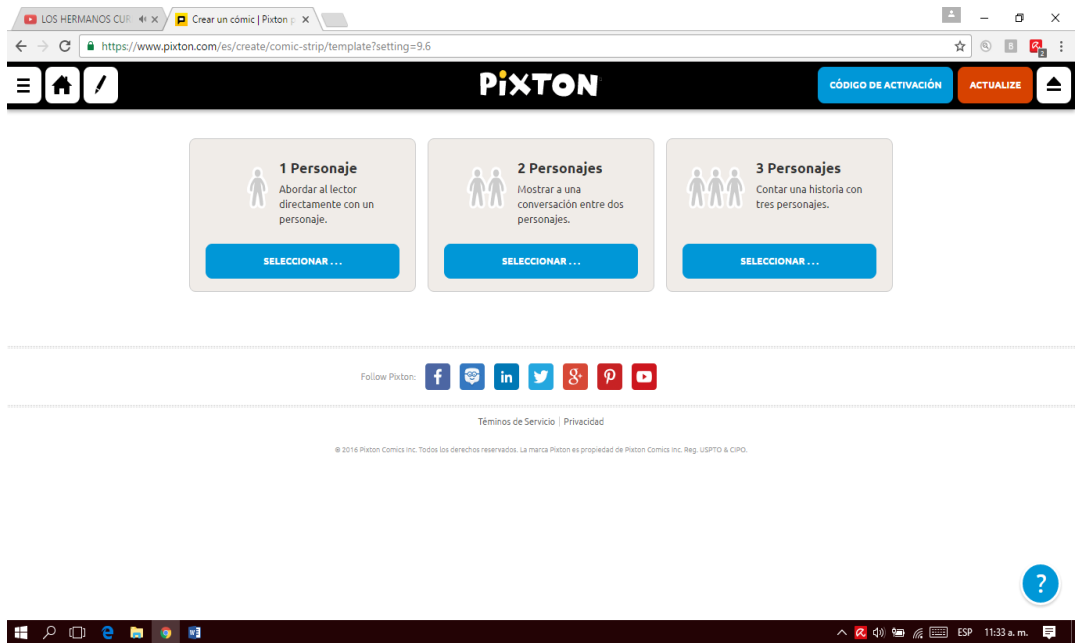 LOS HERMANOS CUR
Crear un cómic | Pixton
https://www.pixton.com/es/create/comic-strip/template?setting=9.6
2
PiXTON
CÓDIGO DE ACTIVACIÓN
ACTUALIZE
1 Personaje
Abordar al lector
directamente con un
personaje.
SELECCIONAR . . .
2 Personajes
Mostrar a una
conversación entre dos
personajes.
SELECCIONAR . . .
3 Personajes
Contar una historia con
tres personajes.
SELECCIONAR . . .
Follow Pixton:
Téminos de Servicio | Privacidad
© 2016 Pixton Comics Inc. Todos los derechos reservados. La marca Pixton es propiedad de Pixton Comics Inc. Reg. USPTO & CIPO.
?
ESP 11:33 a. m.